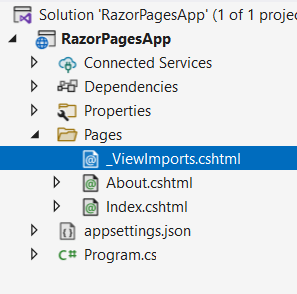 Solution 'RazorPagesApp' (1 of 1 proje
RazorPagesApp
Connected Services
Dependencies
Properties
Pages
_ViewImports.cshtml
About.cshtml
Index.cshtml
appsettings.json
C# Program.cs